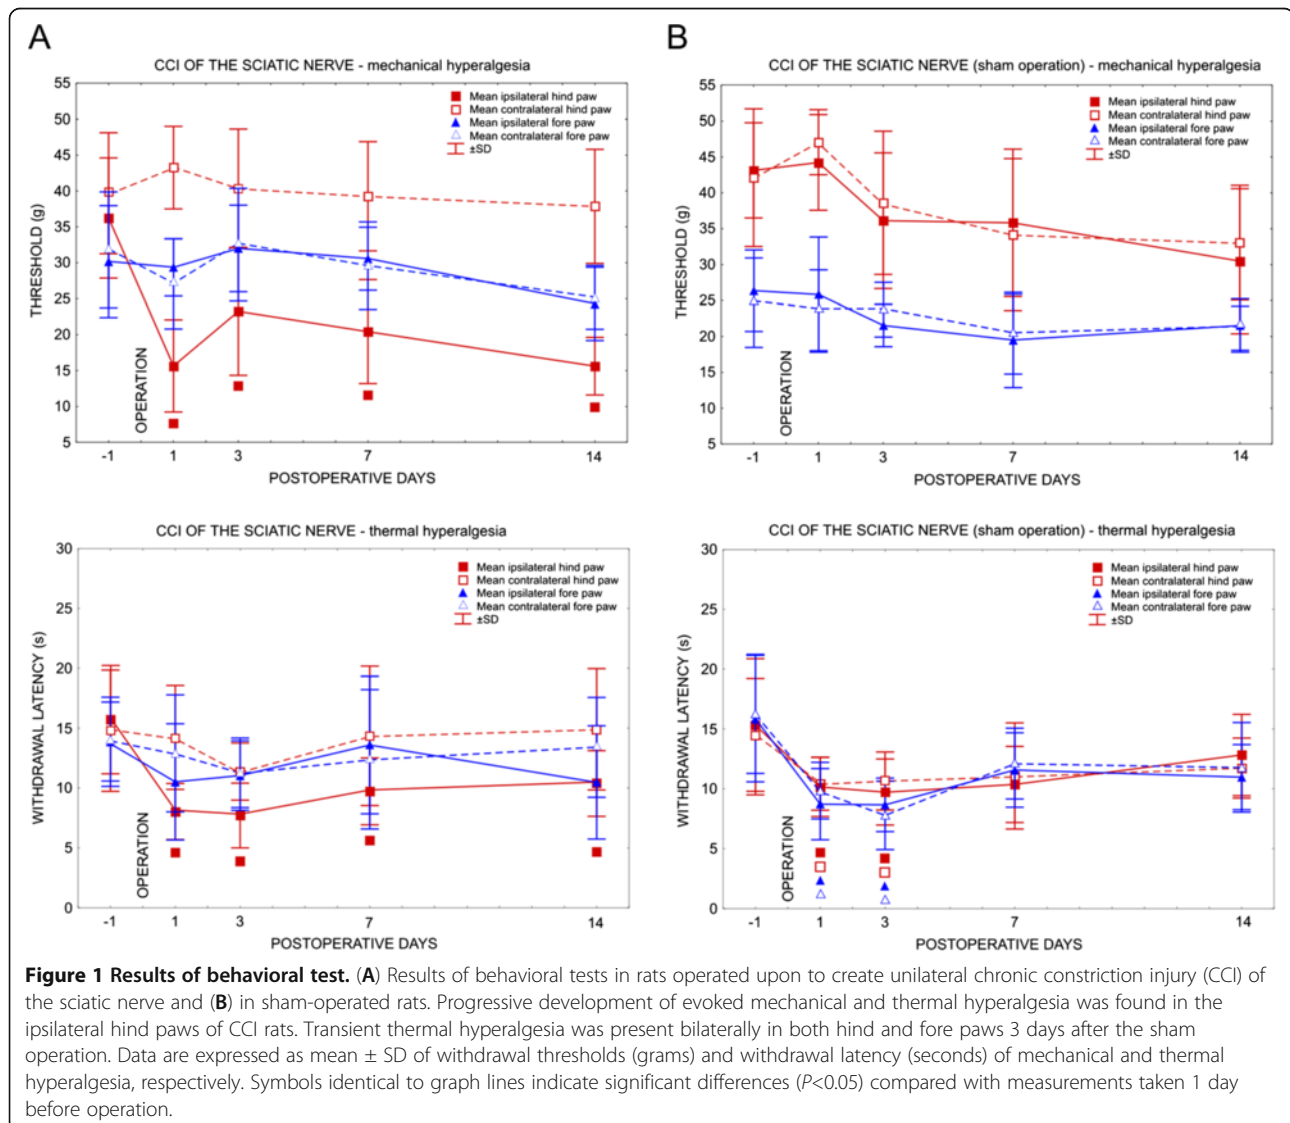 A
CCI OF THE SCIATIC NERVE - mechanical hyperalgesia
55
50
45
40
35
30
25
20
15
10
5
THRESHOLD (g)
Mean ipsilateral hind paw
Mean contralateral hind paw
Mean ipsilateral fore paw
Mean contralateral fore paw
±SD
OPERATION
-1 1 3 7 14
POSTOPERATIVE DAYS
B
CCI OF THE SCIATIC NERVE (sham operation) - mechanical hyperalgesia
55
50
45
40
35
30
25
20
15
10
5
THRESHOLD (g)
Mean ipsilateral hind paw
Mean contralateral hind paw
Mean ipsilateral fore paw
Mean contralateral fore paw
±SD
OPERATION
-1 1 3 7 14
POSTOPERATIVE DAYS
CCI OF THE SCIATIC NERVE - thermal hyperalgesia
30
25
20
15
10
5
0
WITHDRAWAL LATENCY (s)
Mean ipsilateral hind paw
Mean contralateral hind paw
Mean ipsilateral fore paw
Mean contralateral fore paw
±SD
OPERATION
-1 1 3 7 14
POSTOPERATIVE DAYS
CCI OF THE SCIATIC NERVE (sham operation) - thermal hyperalgesia
30
25
20
15
10
5
0
WITHDRAWAL LATENCY (s)
Mean ipsilateral hind paw
Mean contralateral hind paw
Mean ipsilateral fore paw
Mean contralateral fore paw
±SD
OPERATION
-1 1 3 7 14
POSTOPERATIVE DAYS
Figure 1 Results of behavioral test. (A) Results of behavioral tests in rats operated upon to create unilateral chronic constriction injury (CCI) of
the sciatic nerve and (B) in sham-operated rats. Progressive development of evoked mechanical and thermal hyperalgesia was found in the
ipsilateral hind paws of CCI rats. Transient thermal hyperalgesia was present bilaterally in both hind and fore paws 3 days after the sham
operation. Data are expressed as mean ± SD of withdrawal thresholds (grams) and withdrawal latency (seconds) of mechanical and thermal
hyperalgesia, respectively. Symbols identical to graph lines indicate significant differences (P<0.05) compared with measurements taken 1 day
before operation.